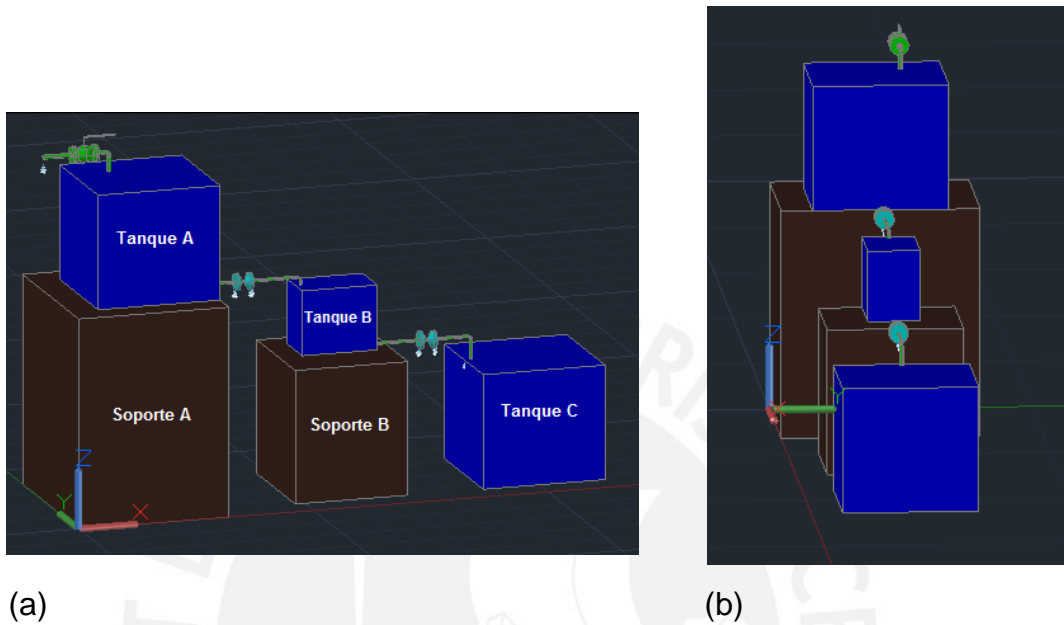 Tanque A
Tanque B
Soporte A
Soporte B
Tanque C
Z
Y
X
Z
X
Y
(a)
(b)